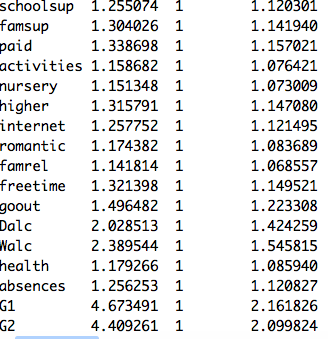 schoolsup 1.255074 1 1.120301
famsup 1.304026 1 1.141940
paid 1.338698 1 1.157021
activities 1.158682 1 1.076421
nursery 1.151348 1 1.073009
higher 1.315791 1 1.147080
internet 1.257752 1 1.121495
romantic 1.174382 1 1.083689
famrel 1.141814 1 1.068557
freetime 1.321398 1 1.149521
goout 1.496482 1 1.223308
Dalc 2.028513 1 1.424259
Walc 2.389544 1 1.545815
health 1.179266 1 1.085940
absences 1.256253 1 1.120827
G1 4.673491 1 2.161826
G2 4.409261 1 2.099824